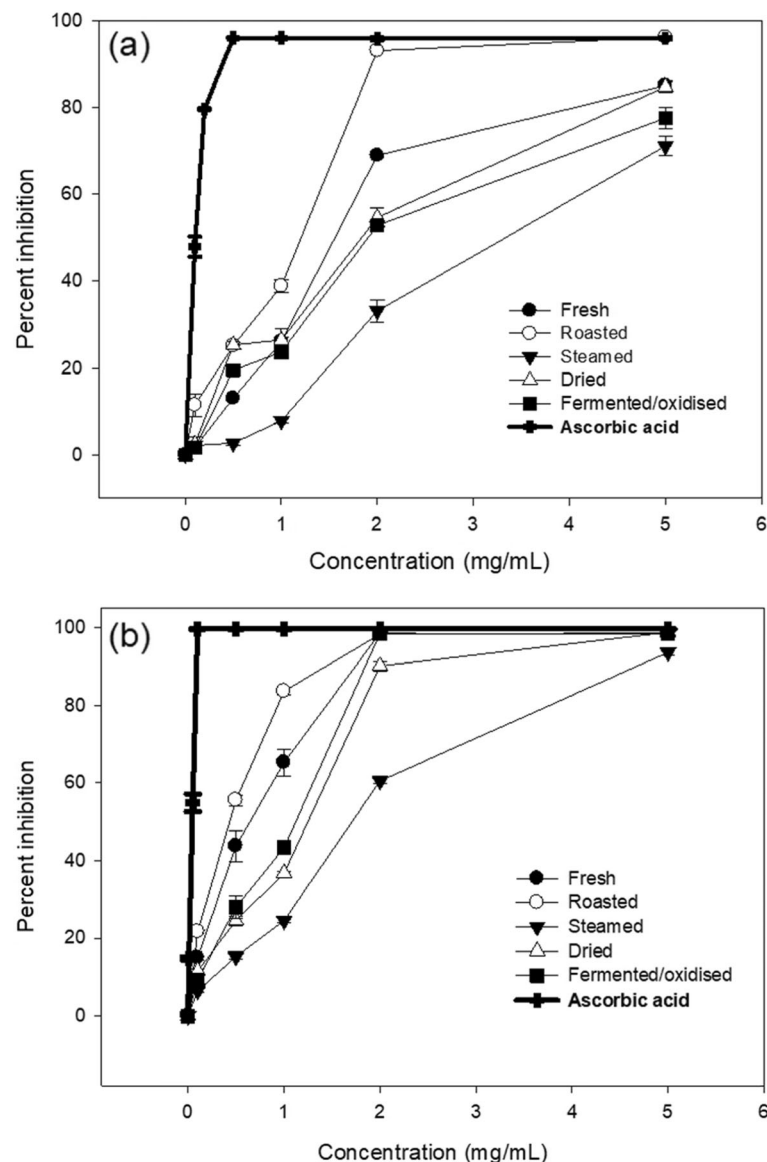 (a)
100
80
60
40
20
0
Percent inhibition
Fresh
Roasted
Steamed
Dried
Fermented/oxidised
Ascorbic acid
0 1 2 3 4 5 6
Concentration (mg/mL)
(b)
100
80
60
40
20
0
Percent inhibition
Fresh
Roasted
Steamed
Dried
Fermented/oxidised
Ascorbic acid
0 1 2 3 4 5 6
Concentration (mg/mL)